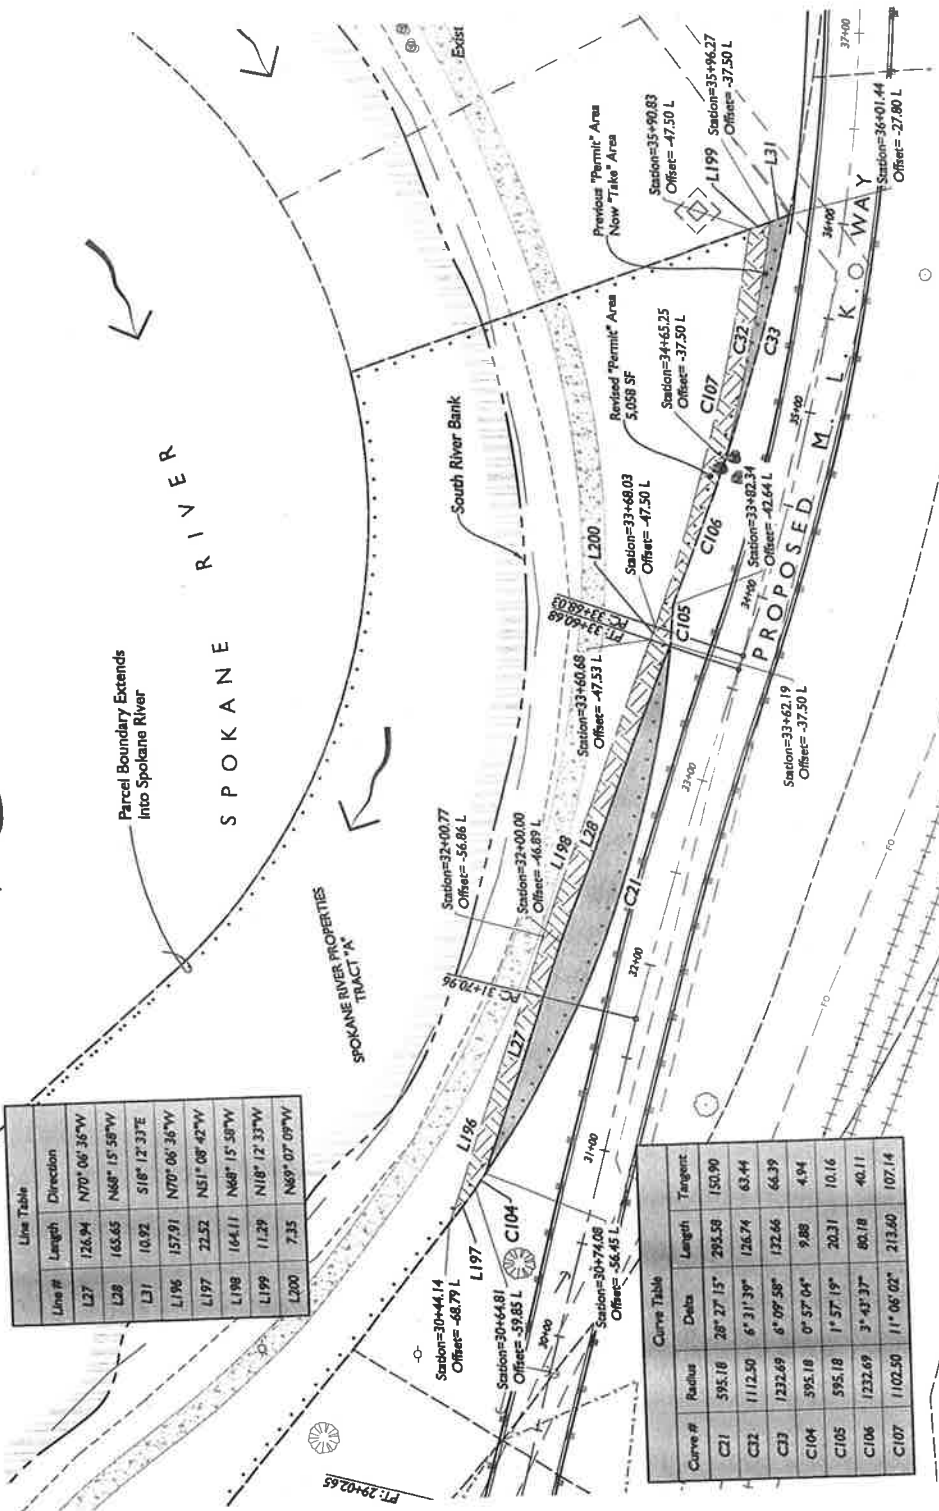 Line Table
Line # Length Direction
L27 126.94 N70° 06' 36"W
L28 165.65 N68° 15' 58"W
L31 10.92 S18° 12' 33"E
L196 157.91 N70° 06' 36"W
L197 22.52 N51° 08' 42"W
L198 164.11 N68° 15' 58"W
L199 11.29 N18° 12' 33"W
L200 7.35 N69° 07' 09"W
Parcel Boundary Extends
Into Spokane River
SPOKANE RIVER
SPOKANE RIVER PROPERTIES
TRACT "A"
South River Bank
Exist
Station=30+44.14
Offset= -68.79 L
L197
L196
C104
Station=30+64.81
Offset= -59.85 L
Station=30+74.08
Offset= -56.45 L
PT: 29+02.65
30+00
31+00
L27
PC: 31+70.96
Station=32+00.77
Offset= -56.86 L
Station=32+00.00
Offset= -46.89 L
L198
L28
C21
32+00
33+00
Station=33+60.68
Offset= -47.53 L
PT: 33+60.68
PC: 33+68.03
L200
Station=33+68.03
Offset= -47.50 L
C105
Station=33+62.19
Offset= -37.50 L
Station=33+82.34
Offset= -42.64 L
34+00
C106
Revised "Permit" Area
5,058 SF
Station=34+65.25
Offset= -37.50 L
C107
C32
C33
35+00
Previous "Permit" Area
Now "Take" Area
Station=35+90.83
Offset= -47.50 L
L199
Station=35+96.27
Offset= -37.50 L
L31
36+00
Station=36+01.44
Offset= -27.80 L
37+00
PROPOSED M. L. K. WAY
FO
FO
Curve Table
Curve # Radius Delta Length Tangent
C21 595.18 28° 27' 15" 295.58 150.90
C32 1112.50 6° 31' 39" 126.74 63.44
C33 1232.69 6° 09' 58" 132.66 66.39
C104 595.18 0° 57' 04" 9.88 4.94
C105 595.18 1° 57' 19" 20.31 10.16
C106 1232.69 3° 43' 37" 80.18 40.11
C107 1102.50 11° 06' 02" 213.60 107.14